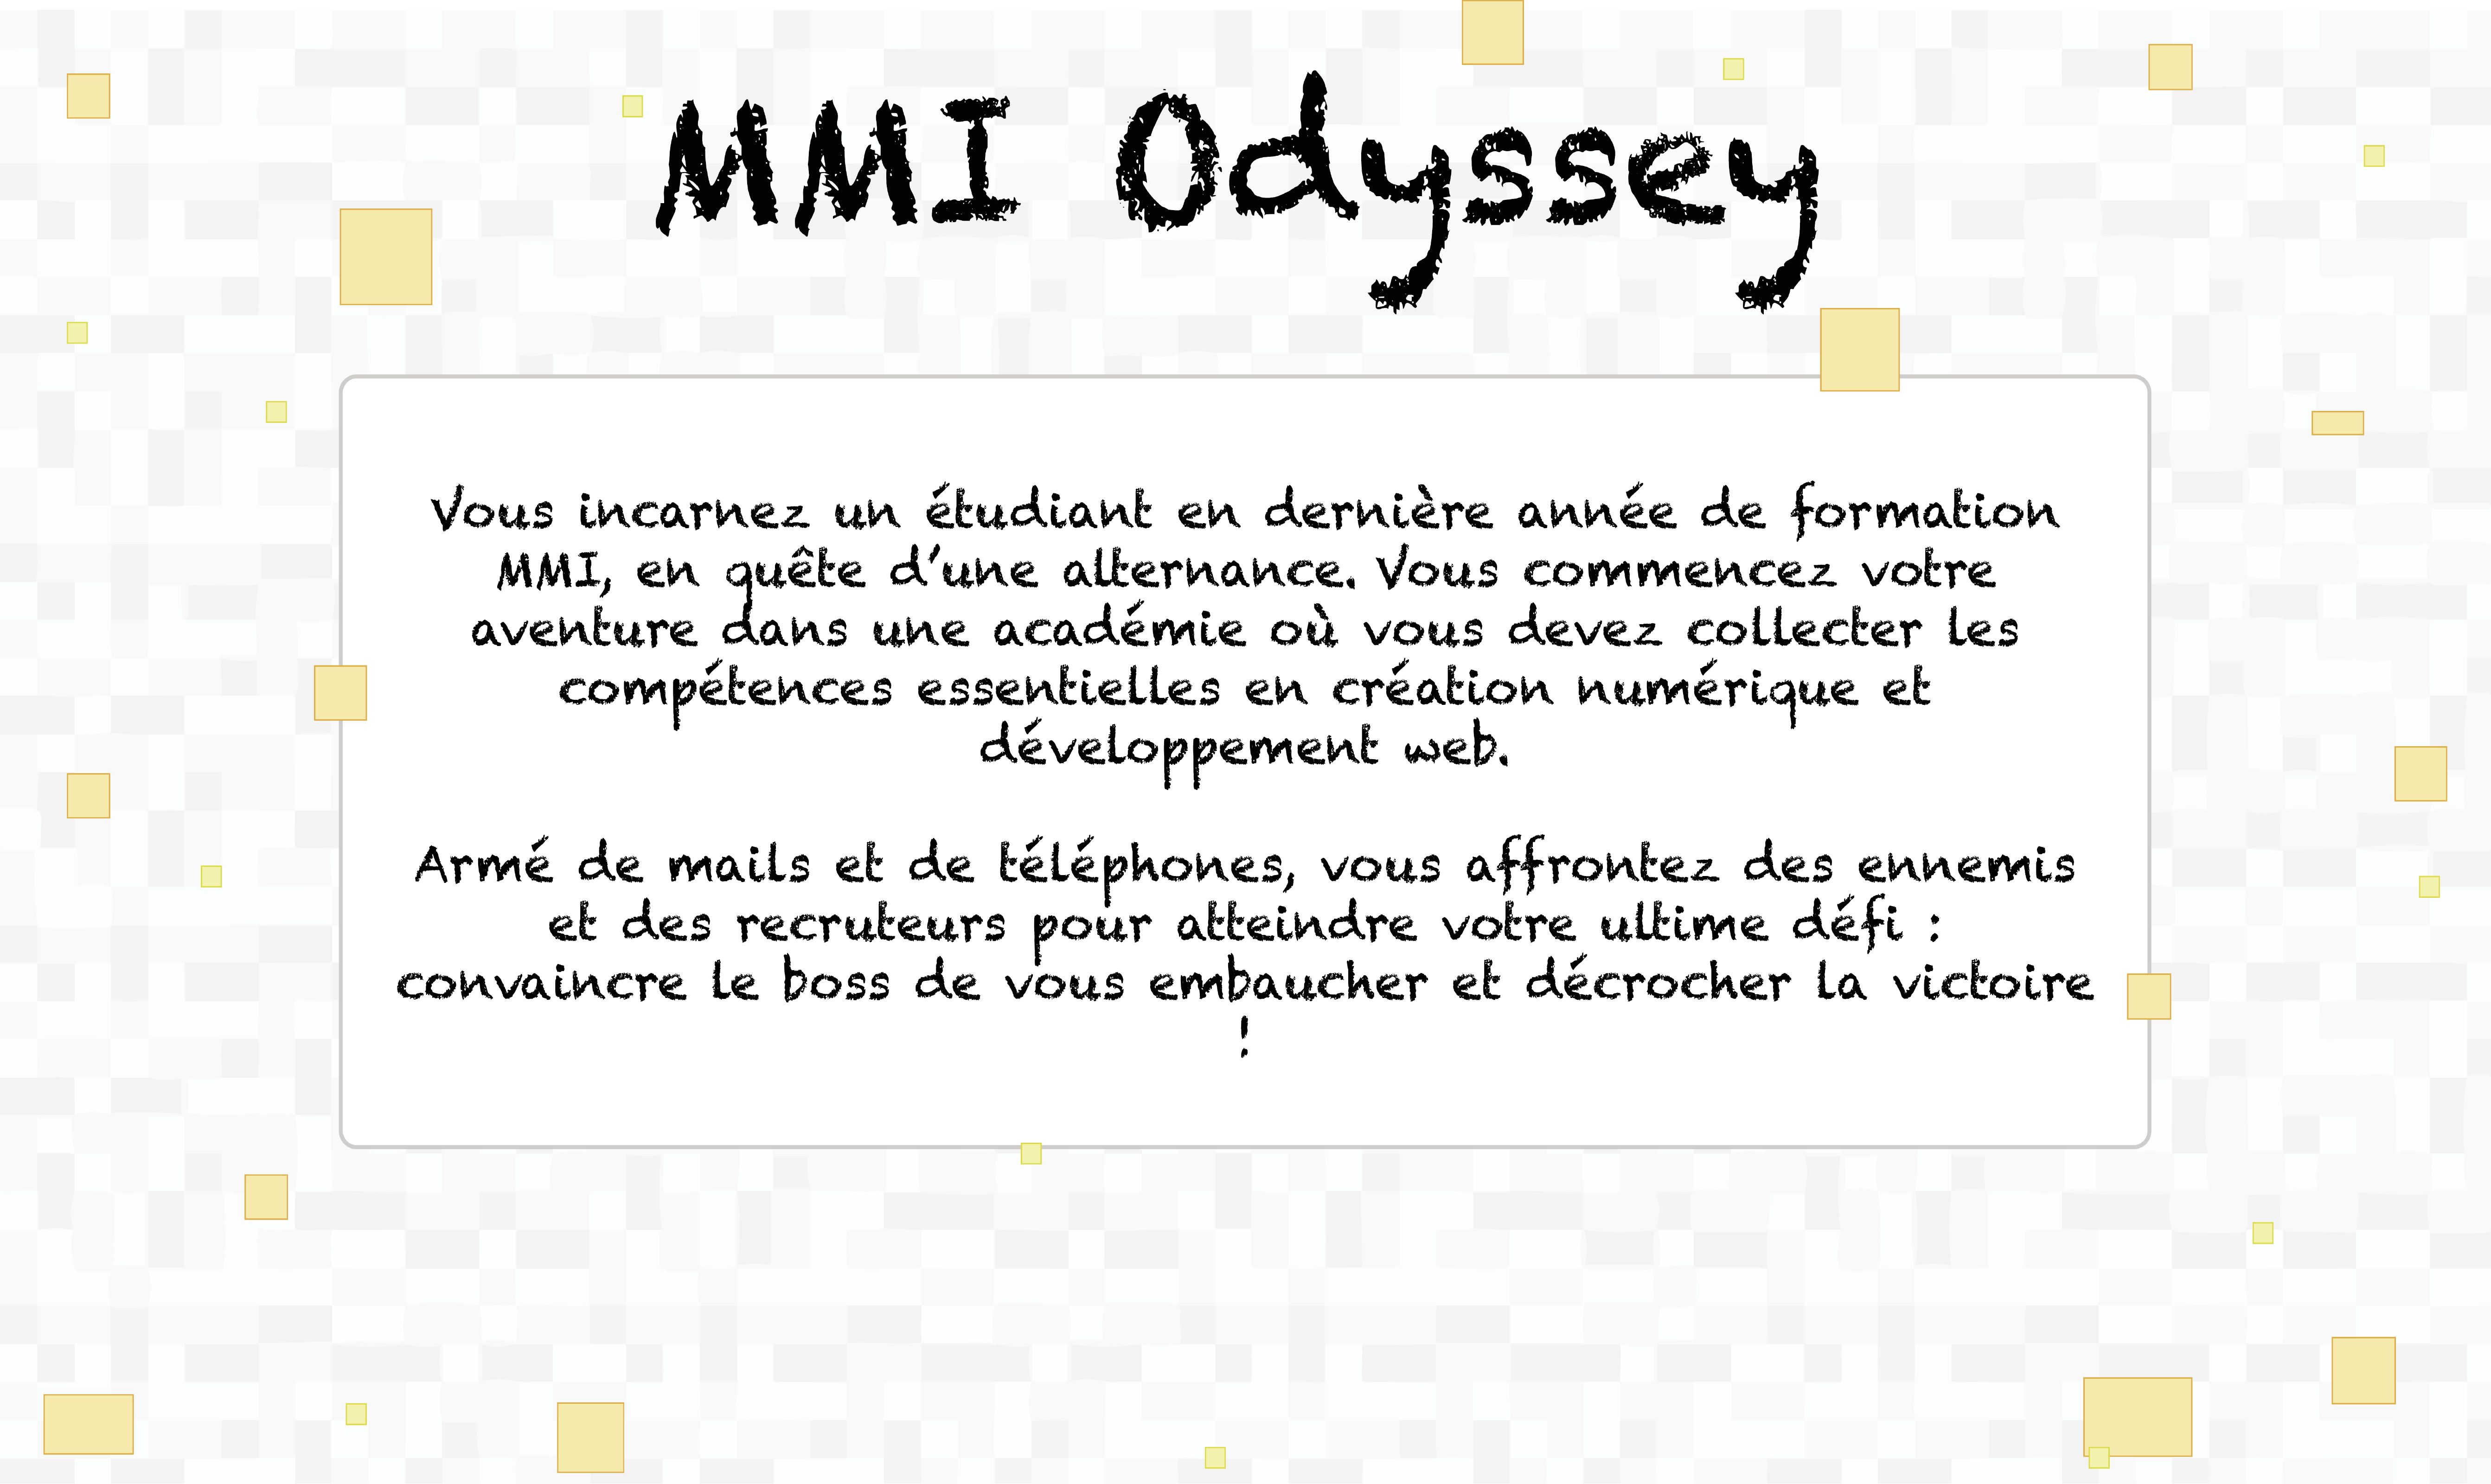 MMI Odyssey
Vous incarnez un étudiant en dernière année de formation
MMI, en quête d'une alternance. Vous commencez votre
aventure dans une académie où vous devez collecter les
compétences essentielles en création numérique et
développement web.
Armé de mails et de téléphones, vous affrontez des ennemis
et des recruteurs pour atteindre votre ultime défi :
convaincre le boss de vous embaucher et décrocher la victoire
!